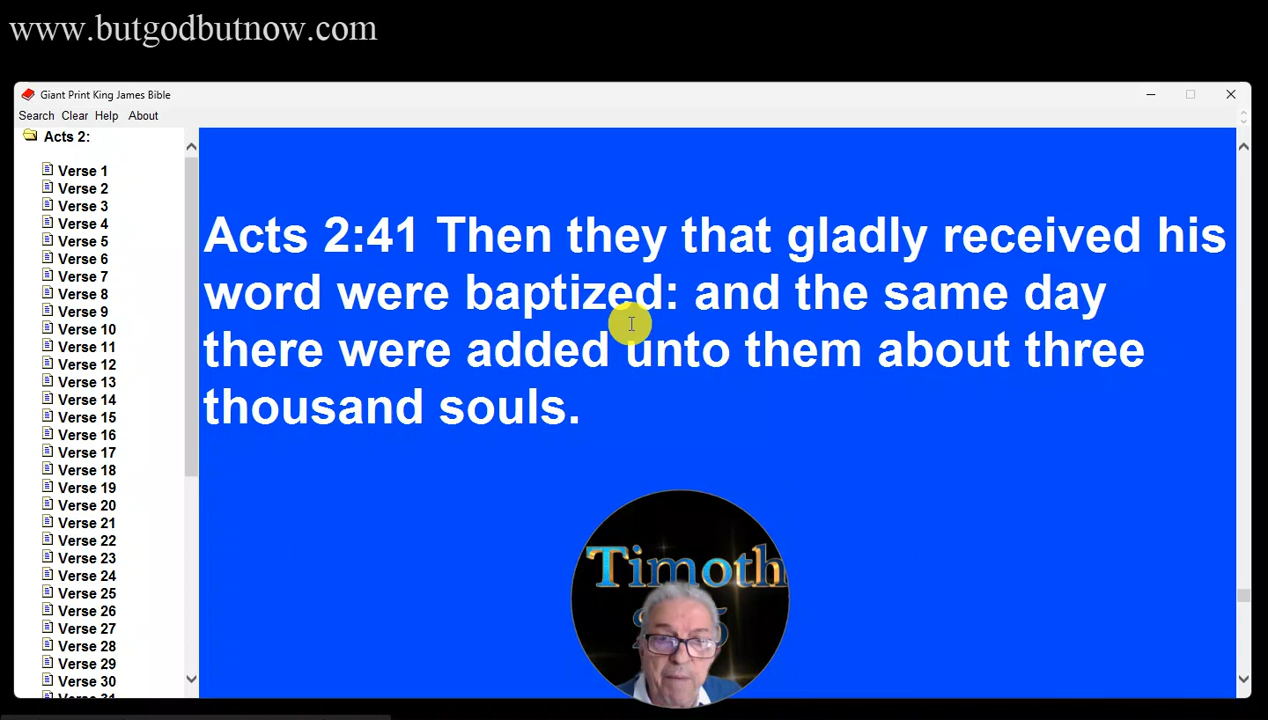 www.butgodbutnow.com
Giant Print King James Bible
Search Clear Help About
Acts 2:
Verse 1
Verse 2
Verse 3
Verse 4
Verse 5
Verse 6
Verse 7
Verse 8
Verse 9
Verse 10
Verse 11
Verse 12
Verse 13
Verse 14
Verse 15
Verse 16
Verse 17
Verse 18
Verse 19
Verse 20
Verse 21
Verse 22
Verse 23
Verse 24
Verse 25
Verse 26
Verse 27
Verse 28
Verse 29
Verse 30
Acts 2:41 Then they that gladly received his
word were baptized: and the same day
there were added unto them about three
thousand souls.
Timoth